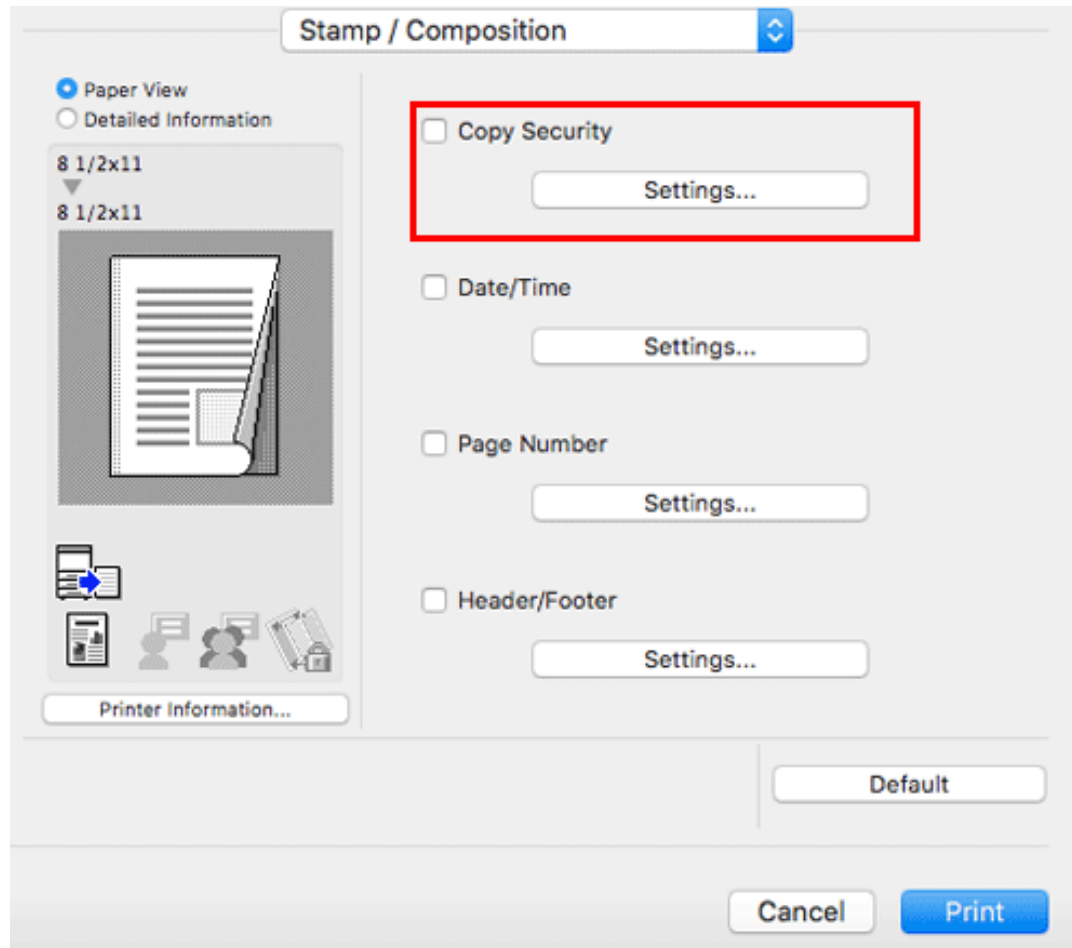 Stamp / Composition
Paper View
Detailed Information
8 1/2x11
8 1/2x11
Printer Information...
Copy Security
Settings...
Date/Time
Settings...
Page Number
Settings...
Header/Footer
Settings...
Default
Cancel
Print